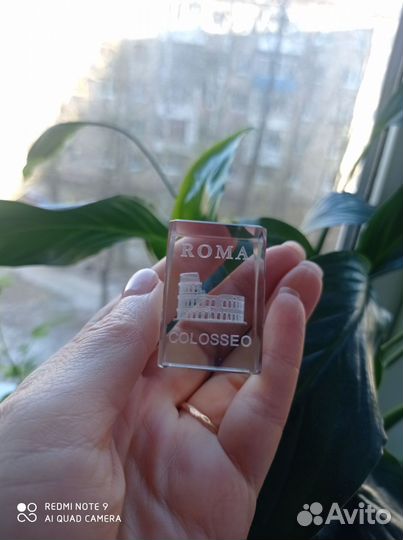 ROMA
COLOSSEO
REDMI NOTE 9
AI QUAD CAMERA
Avito